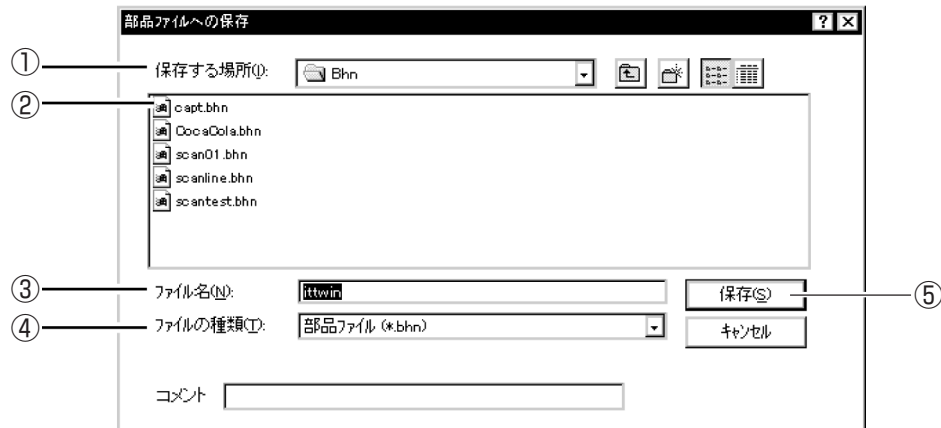 部品ファイルへの保存
① 保存する場所(I): Bhn
② capt.bhn
CocaCola.bhn
scan01.bhn
scanline.bhn
scantest.bhn
③ ファイル名(N): ittwin 保存(S) ⑤
④ ファイルの種類(T): 部品ファイル (*.bhn) キャンセル
コメント